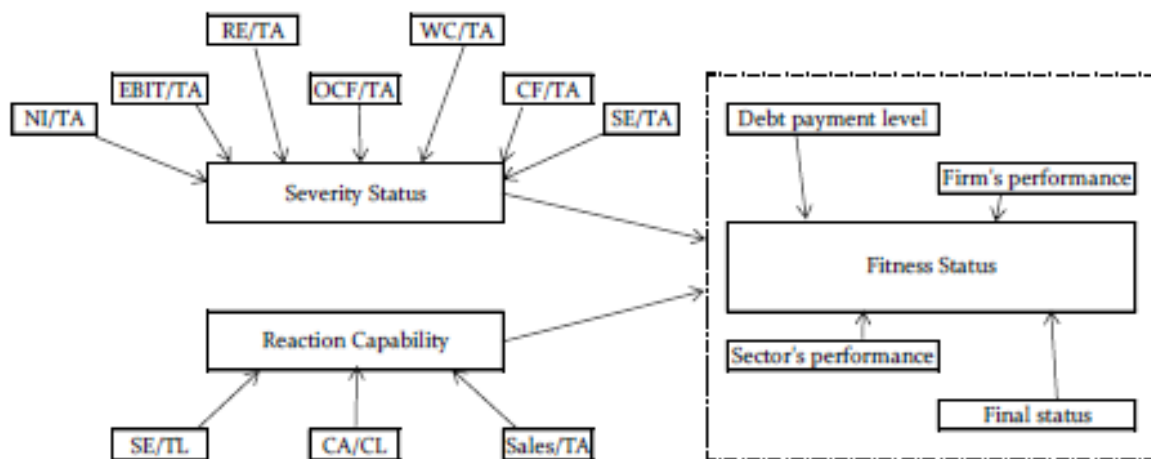 RE/TA
WC/TA
EBIT/TA
OCF/TA
CF/TA
NI/TA
SE/TA
Debt payment level
Firm's performance
Severity Status
Fitness Status
Reaction Capability
Sector's performance
Final status
SE/TL
CA/CL
Sales/TA